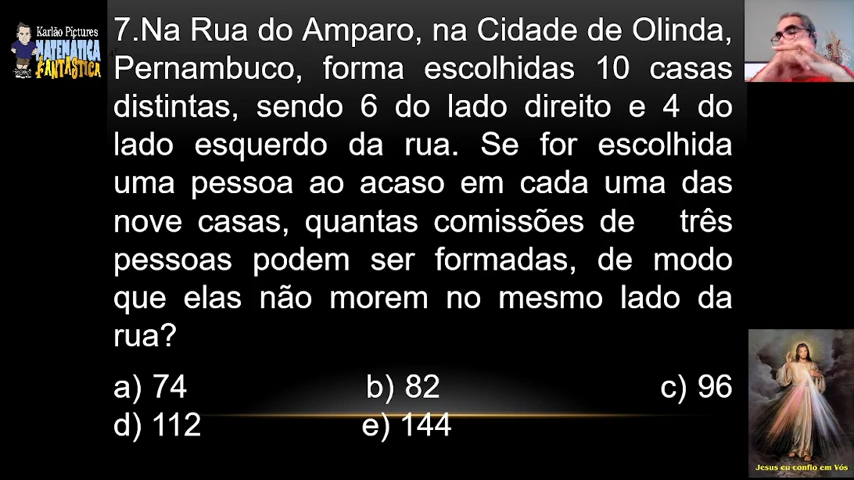 Karlão Pictures
MATEMÁTICA
FANTÁSTICA
7.Na Rua do Amparo, na Cidade de Olinda,
Pernambuco, forma escolhidas 10 casas
distintas, sendo 6 do lado direito e 4 do
lado esquerdo da rua. Se for escolhida
uma pessoa ao acaso em cada uma das
nove casas, quantas comissões de três
pessoas podem ser formadas, de modo
que elas não morem no mesmo lado da
rua?
a) 74 b) 82 c) 96
d) 112 e) 144
Jesus eu confio em Vós